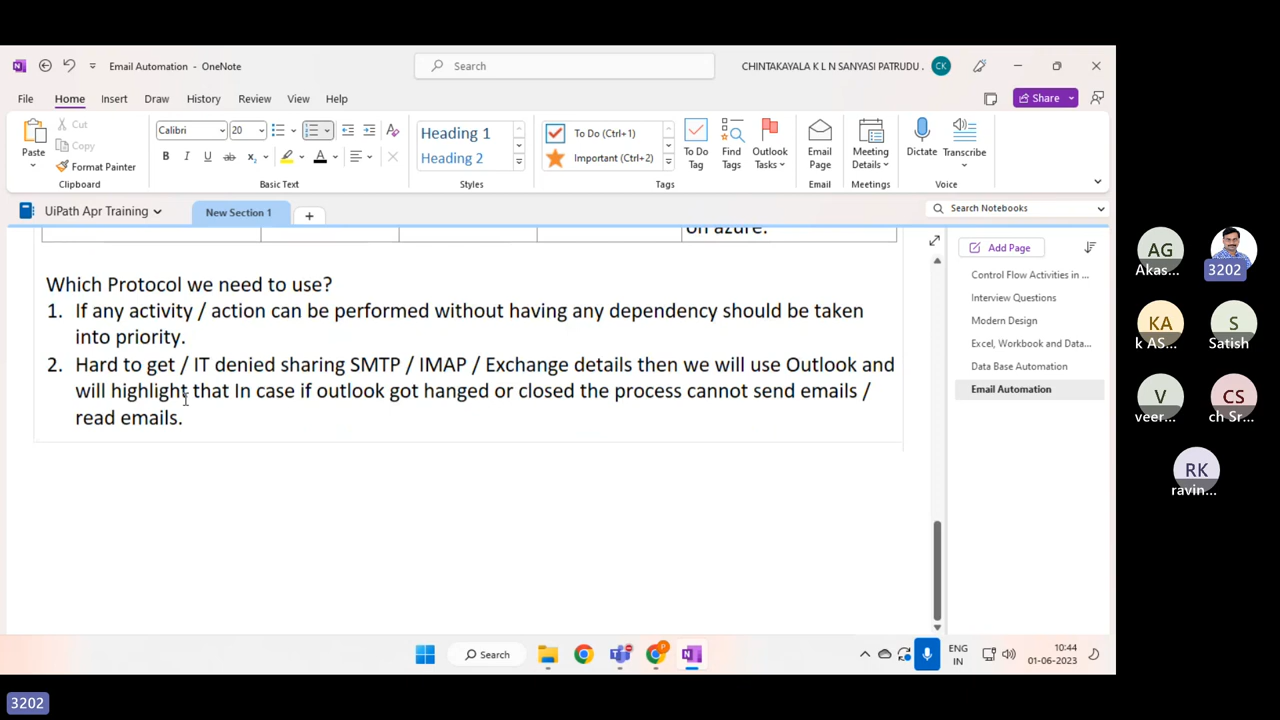 Email Automation - OneNote
Search
CHINTAKAYALA K L N SANYASI PATRUDU .
CK
File Home Insert Draw History Review View Help
Share
Paste
Cut
Copy
Format Painter
Clipboard
Calibri
20
B I U ab x A
Basic Text
Heading 1
Heading 2
Styles
To Do (Ctrl+1)
Important (Ctrl+2)
To Do
Tag
Find
Tags
Outlook
Tasks
Tags
Email
Page
Email
Meeting
Details
Meetings
Dictate
Transcribe
Voice
UiPath Apr Training
New Section 1
Search Notebooks
on azure.
Which Protocol we need to use?
1. If any activity / action can be performed without having any dependency should be taken
into priority.
2. Hard to get / IT denied sharing SMTP / IMAP / Exchange details then we will use Outlook and
will highlight that In case if outlook got hanged or closed the process cannot send emails /
read emails.
Add Page
Control Flow Activities in ...
Interview Questions
Modern Design
Excel, Workbook and Data...
Data Base Automation
Email Automation
AG
Akas...
3202
KA
k AS...
S
Satish
V
veer...
CS
ch Sr...
RK
ravin...
Search
P
ENG
IN
10:44
01-06-2023
3202